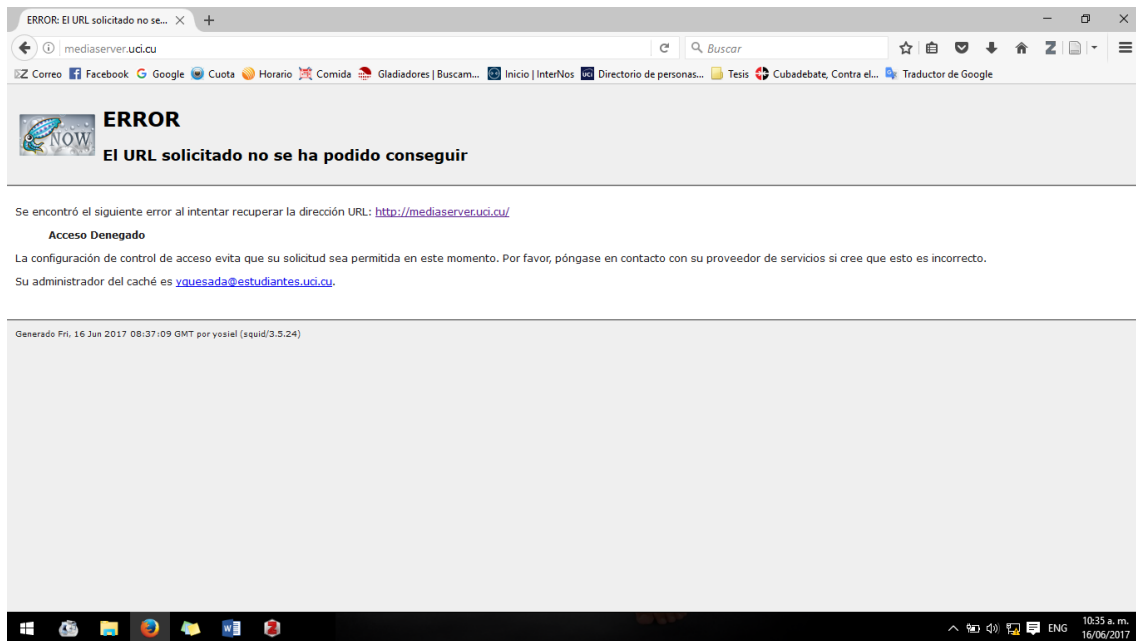 ERROR: El URL solicitado no se...
mediaserver.uci.cu
Buscar
Z Correo Facebook Google Cuota Horario Comida Gladiadores | Buscam... Inicio | InterNos Directorio de personas... Tesis Cubadebate, Contra el... Traductor de Google
NOW
ERROR
El URL solicitado no se ha podido conseguir
Se encontró el siguiente error al intentar recuperar la dirección URL: http://mediaserver.uci.cu/
Acceso Denegado
La configuración de control de acceso evita que su solicitud sea permitida en este momento. Por favor, póngase en contacto con su proveedor de servicios si cree que esto es incorrecto.
Su administrador del caché es yquesada@estudiantes.uci.cu.
Generado Fri, 16 Jun 2017 08:37:09 GMT por yosiel (squid/3.5.24)
ENG
10:35 a. m.
16/06/2017